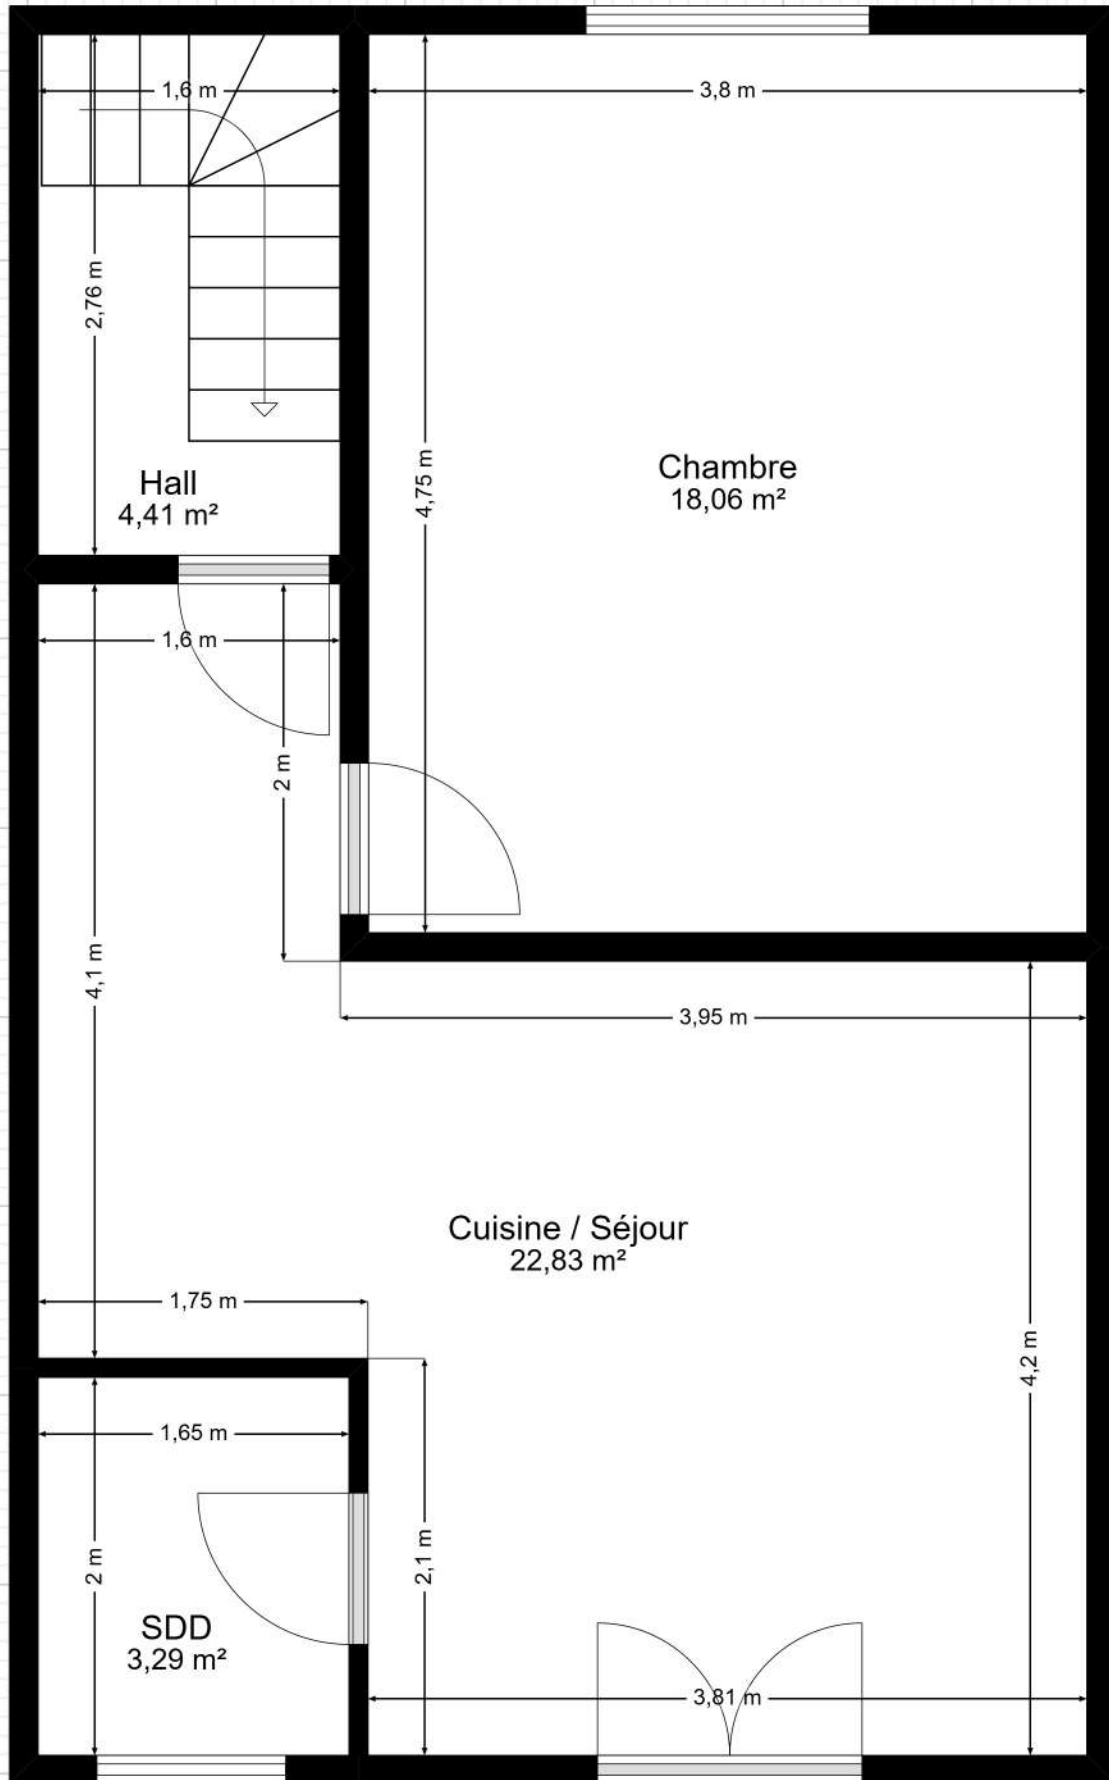 1,6 m
3,8 m
2,76 m
4,75 m
Hall
4,41 m²
Chambre
18,06 m²
1,6 m
2 m
4,1 m
3,95 m
Cuisine / Séjour
22,83 m²
1,75 m
4,2 m
1,65 m
2 m
2,1 m
SDD
3,29 m²
3,81 m